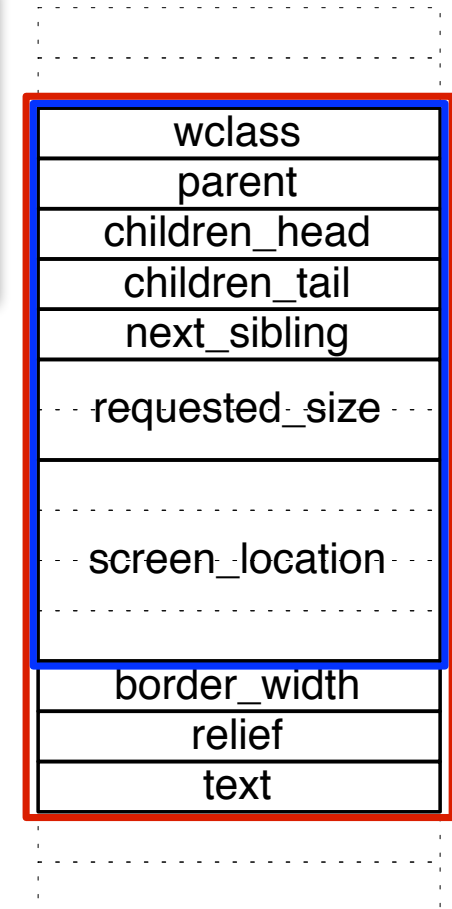 wclass
parent
children_head
children_tail
next_sibling
requested_size
screen_location
border_width
relief
text